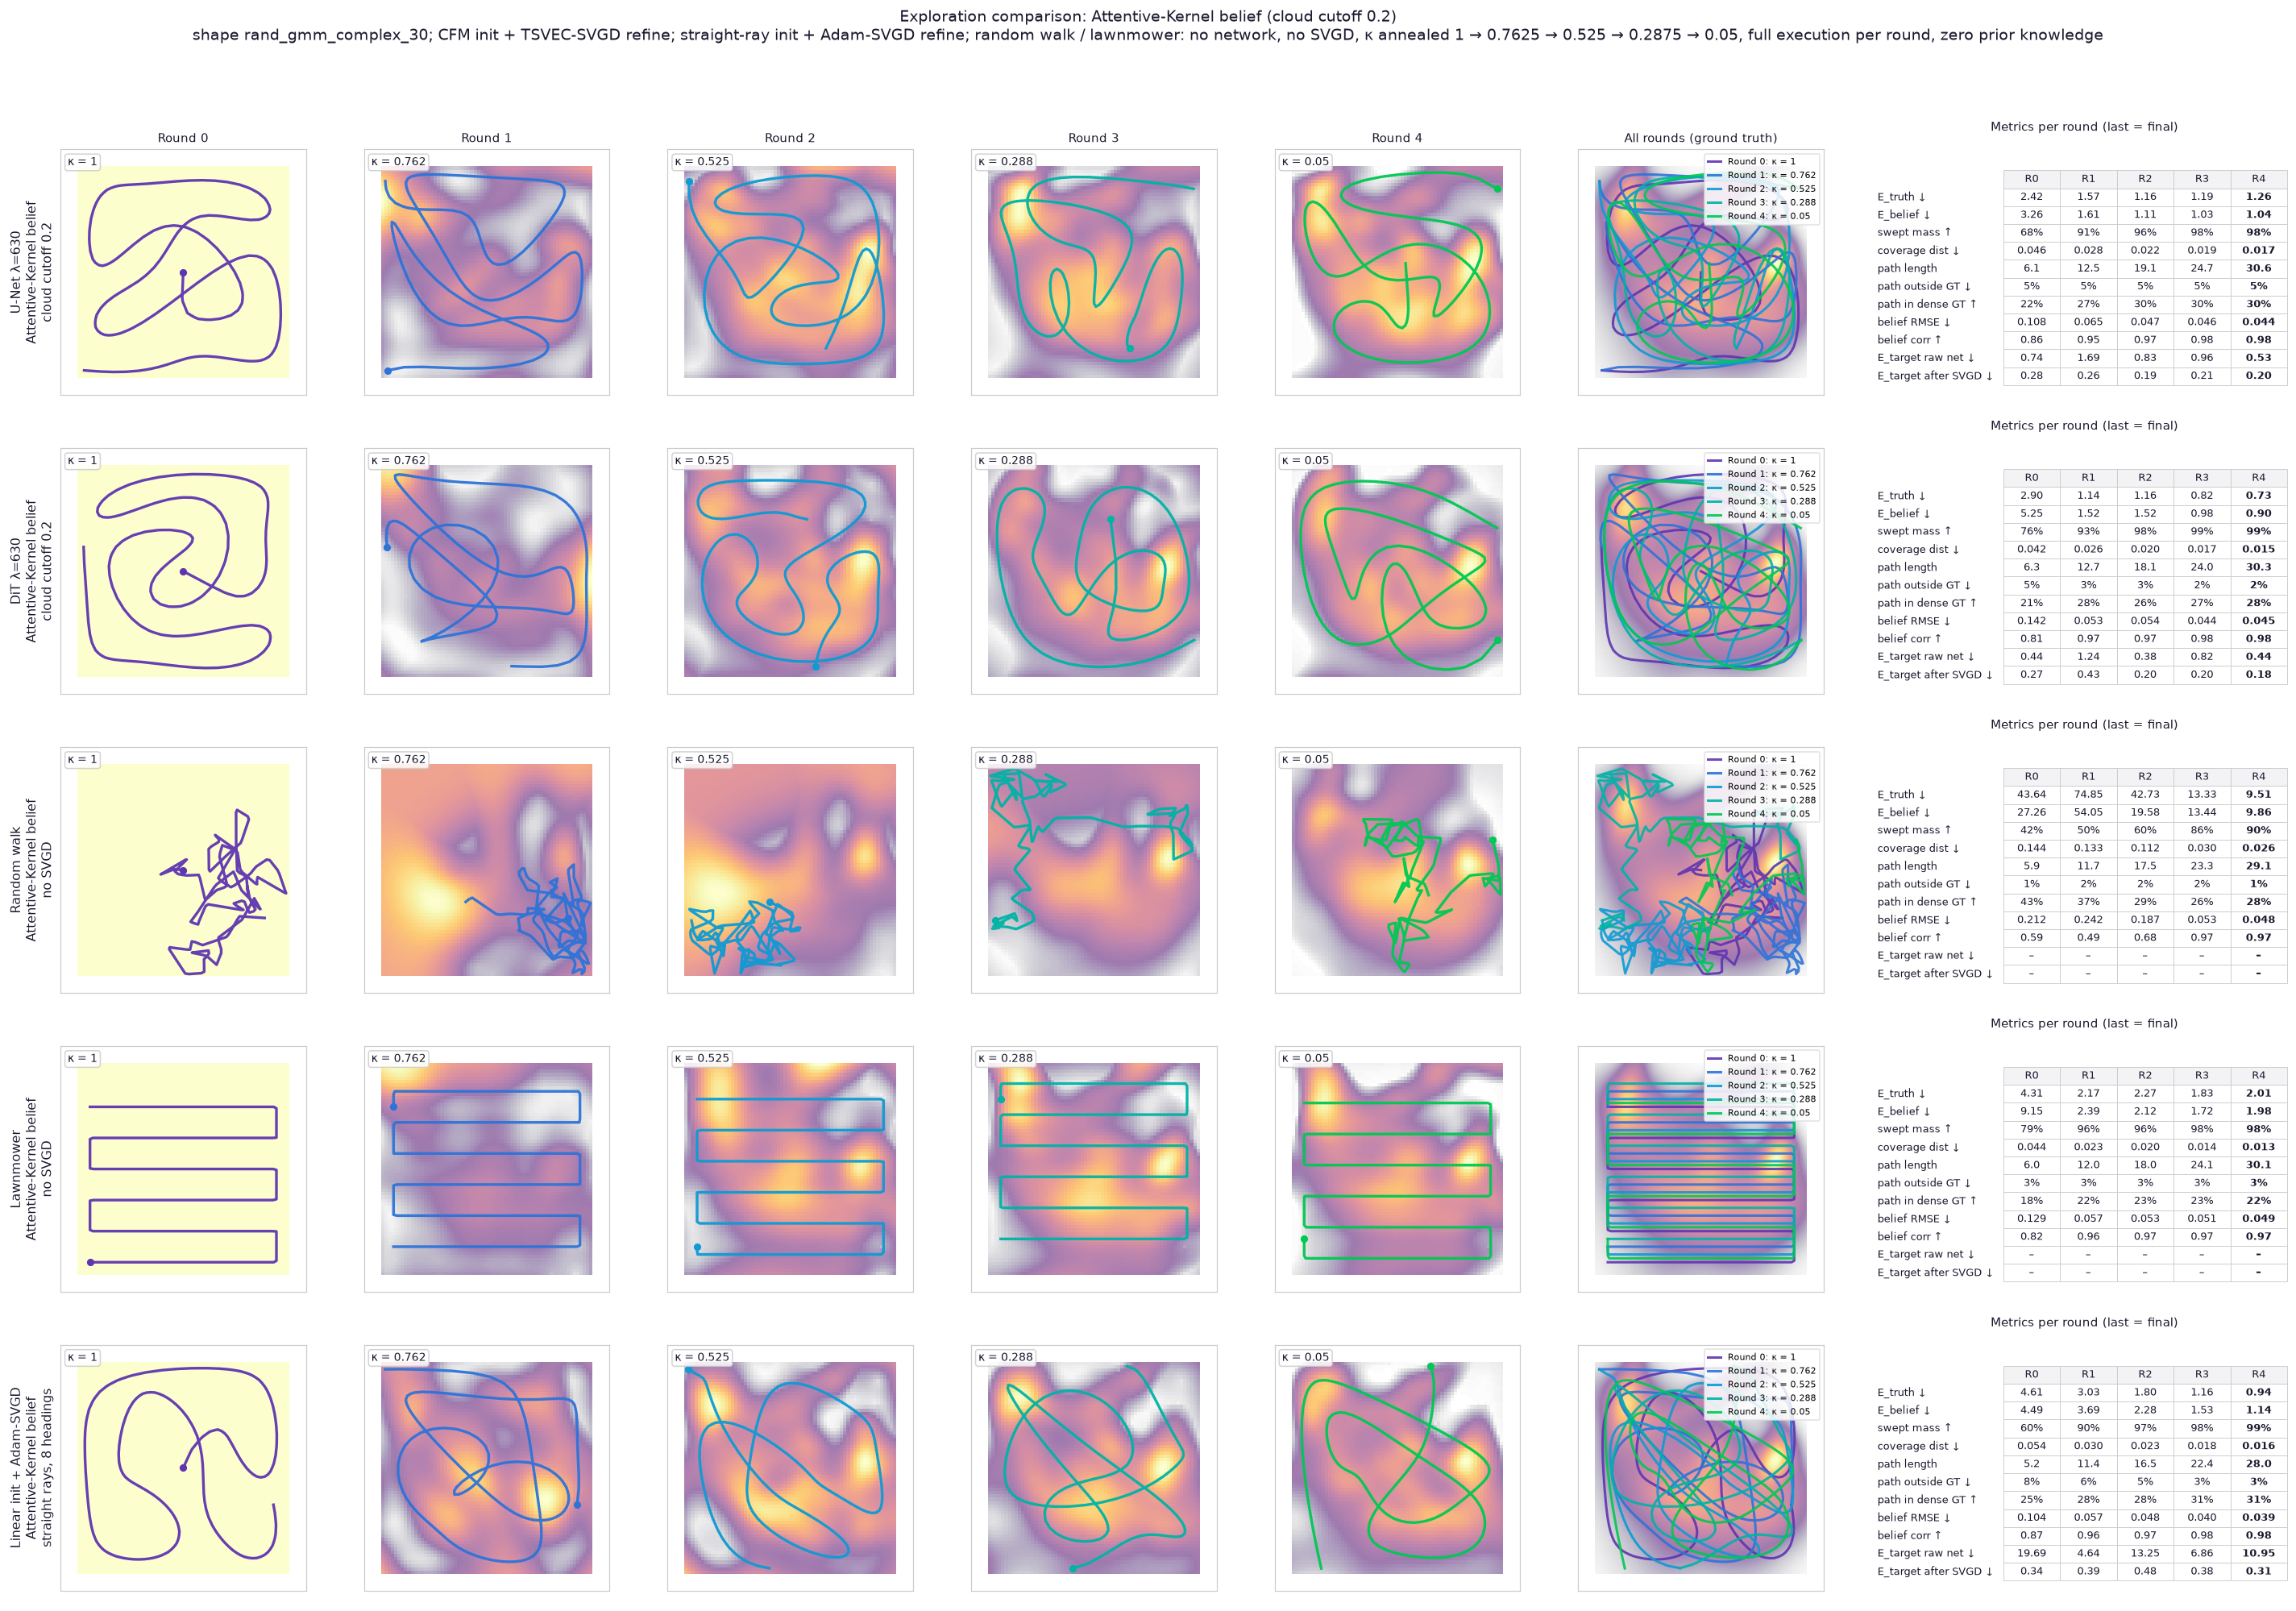 Exploration comparison: Attentive-Kernel belief (cloud cutoff 0.2)
shape rand_gmm_complex_30; CFM init + TSVEC-SVGD refine; straight-ray init + Adam-SVGD refine; random walk / lawnmower: no network, no SVGD, κ annealed 1 → 0.7625 → 0.525 → 0.2875 → 0.05, full execution per round, zero prior knowledge
Round 0 Round 1 Round 2 Round 3 Round 4 All rounds (ground truth) Metrics per round (last = final)
U-Net λ=630
Attentive-Kernel belief
cloud cutoff 0.2
κ = 1 κ = 0.762 κ = 0.525 κ = 0.288 κ = 0.05
Round 0: κ = 1
Round 1: κ = 0.762
Round 2: κ = 0.525
Round 3: κ = 0.288
Round 4: κ = 0.05
R0 R1 R2 R3 R4
E_truth ↓ 2.42 1.57 1.16 1.19 1.26
E_belief ↓ 3.26 1.61 1.11 1.03 1.04
swept mass ↑ 68% 91% 96% 98% 98%
coverage dist ↓ 0.046 0.028 0.022 0.019 0.017
path length 6.1 12.5 19.1 24.7 30.6
path outside GT ↓ 5% 5% 5% 5% 5%
path in dense GT ↑ 22% 27% 30% 30% 30%
belief RMSE ↓ 0.108 0.065 0.047 0.046 0.044
belief corr ↑ 0.86 0.95 0.97 0.98 0.98
E_target raw net ↓ 0.74 1.69 0.83 0.96 0.53
E_target after SVGD ↓ 0.28 0.26 0.19 0.21 0.20
DiT λ=630
Attentive-Kernel belief
cloud cutoff 0.2
κ = 1 κ = 0.762 κ = 0.525 κ = 0.288 κ = 0.05
Round 0: κ = 1
Round 1: κ = 0.762
Round 2: κ = 0.525
Round 3: κ = 0.288
Round 4: κ = 0.05
Metrics per round (last = final)
R0 R1 R2 R3 R4
E_truth ↓ 2.90 1.14 1.16 0.82 0.73
E_belief ↓ 5.25 1.52 1.52 0.98 0.90
swept mass ↑ 76% 93% 98% 99% 99%
coverage dist ↓ 0.042 0.026 0.020 0.017 0.015
path length 6.3 12.7 18.1 24.0 30.3
path outside GT ↓ 5% 3% 3% 2% 2%
path in dense GT ↑ 21% 28% 26% 27% 28%
belief RMSE ↓ 0.142 0.053 0.054 0.044 0.045
belief corr ↑ 0.81 0.97 0.97 0.98 0.98
E_target raw net ↓ 0.44 1.24 0.38 0.82 0.44
E_target after SVGD ↓ 0.27 0.43 0.20 0.20 0.18
Random walk
Attentive-Kernel belief
no SVGD
κ = 1 κ = 0.762 κ = 0.525 κ = 0.288 κ = 0.05
Round 0: κ = 1
Round 1: κ = 0.762
Round 2: κ = 0.525
Round 3: κ = 0.288
Round 4: κ = 0.05
Metrics per round (last = final)
R0 R1 R2 R3 R4
E_truth ↓ 43.64 74.85 42.73 13.33 9.51
E_belief ↓ 27.26 54.05 19.58 13.44 9.86
swept mass ↑ 42% 50% 60% 86% 90%
coverage dist ↓ 0.144 0.133 0.112 0.030 0.026
path length 5.9 11.7 17.5 23.3 29.1
path outside GT ↓ 1% 2% 2% 2% 1%
path in dense GT ↑ 43% 37% 29% 26% 28%
belief RMSE ↓ 0.212 0.242 0.187 0.053 0.048
belief corr ↑ 0.59 0.49 0.68 0.97 0.97
E_target raw net ↓ – – – – –
E_target after SVGD ↓ – – – – –
Lawnmower
Attentive-Kernel belief
no SVGD
κ = 1 κ = 0.762 κ = 0.525 κ = 0.288 κ = 0.05
Round 0: κ = 1
Round 1: κ = 0.762
Round 2: κ = 0.525
Round 3: κ = 0.288
Round 4: κ = 0.05
Metrics per round (last = final)
R0 R1 R2 R3 R4
E_truth ↓ 4.31 2.17 2.27 1.83 2.01
E_belief ↓ 9.15 2.39 2.12 1.72 1.98
swept mass ↑ 79% 96% 96% 98% 98%
coverage dist ↓ 0.044 0.023 0.020 0.014 0.013
path length 6.0 12.0 18.0 24.1 30.1
path outside GT ↓ 3% 3% 3% 3% 3%
path in dense GT ↑ 18% 22% 23% 23% 22%
belief RMSE ↓ 0.129 0.057 0.053 0.051 0.049
belief corr ↑ 0.82 0.96 0.97 0.97 0.97
E_target raw net ↓ – – – – –
E_target after SVGD ↓ – – – – –
Linear init + Adam-SVGD
Attentive-Kernel belief
straight rays, 8 headings
κ = 1 κ = 0.762 κ = 0.525 κ = 0.288 κ = 0.05
Round 0: κ = 1
Round 1: κ = 0.762
Round 2: κ = 0.525
Round 3: κ = 0.288
Round 4: κ = 0.05
Metrics per round (last = final)
R0 R1 R2 R3 R4
E_truth ↓ 4.61 3.03 1.80 1.16 0.94
E_belief ↓ 4.49 3.69 2.28 1.53 1.14
swept mass ↑ 60% 90% 97% 98% 99%
coverage dist ↓ 0.054 0.030 0.023 0.018 0.016
path length 5.2 11.4 16.5 22.4 28.0
path outside GT ↓ 8% 6% 5% 3% 3%
path in dense GT ↑ 25% 28% 28% 31% 31%
belief RMSE ↓ 0.104 0.057 0.048 0.040 0.039
belief corr ↑ 0.87 0.96 0.97 0.98 0.98
E_target raw net ↓ 19.69 4.64 13.25 6.86 10.95
E_target after SVGD ↓ 0.34 0.39 0.48 0.38 0.31